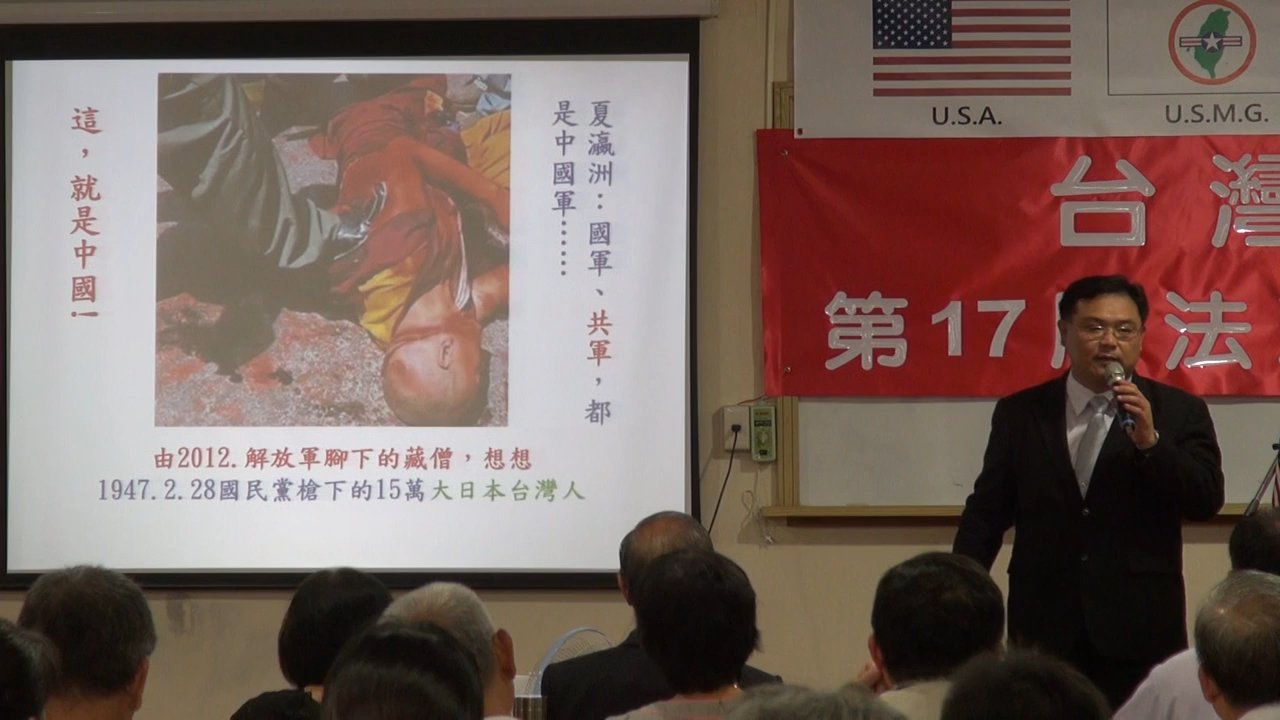 夏瀛洲：國軍、共軍，都
是中國軍……
這，就是中國！
由2012.解放軍腳下的藏僧，想想
1947.2.28國民黨槍下的15萬大日本台灣人
U.S.A.
U.S.M.G.
台灣
第17
法